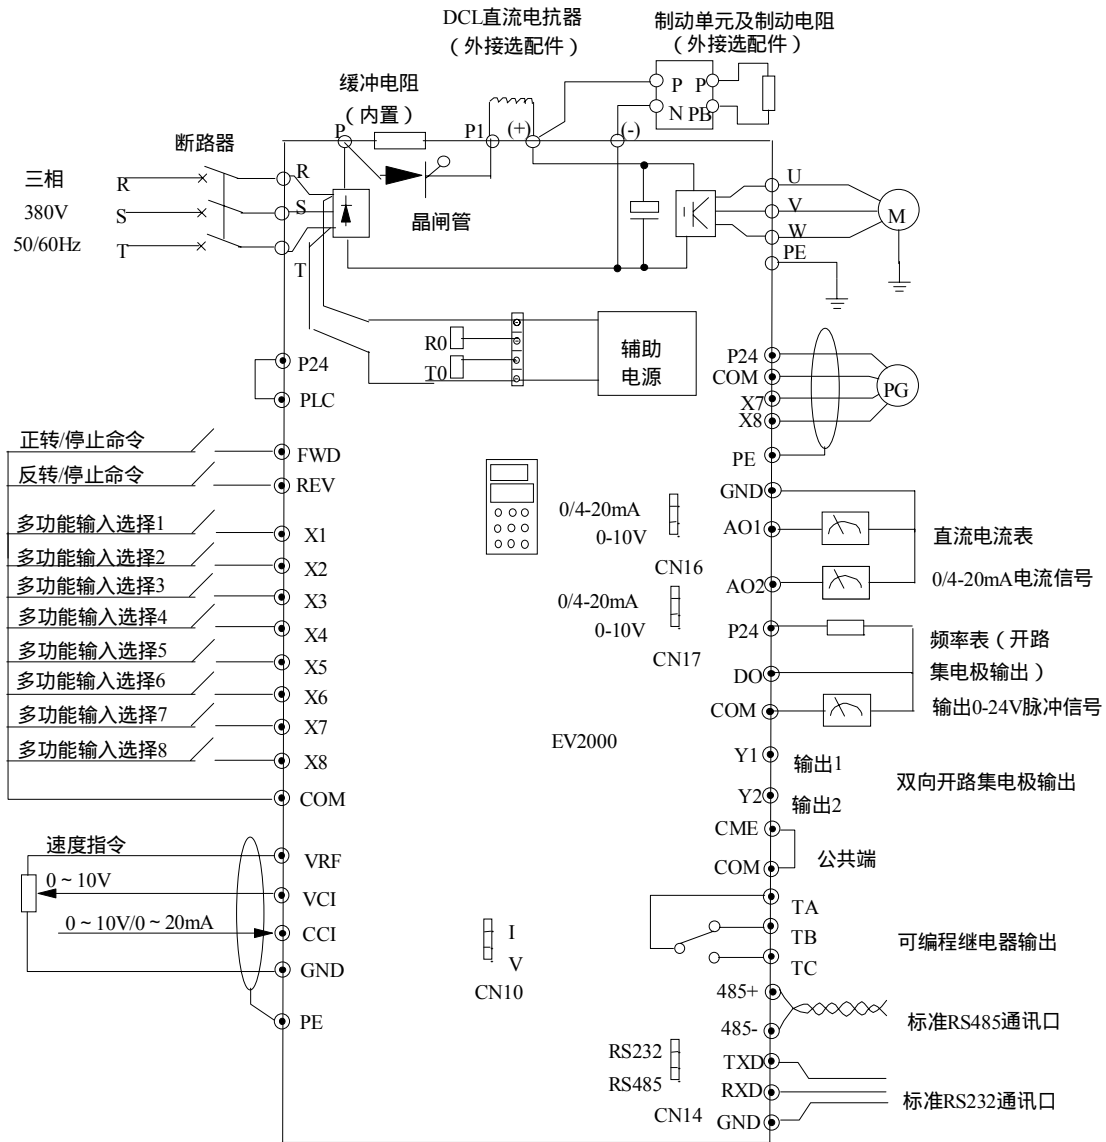 DCL直流电抗器
（外接选配件）
制动单元及制动电阻
（外接选配件）
缓冲电阻
（内置）
P
P1
(+)
(-)
P
P
N
PB
断路器
三相
380V
50/60Hz
R
S
T
R
S
T
晶闸管
U
V
W
PE
M
R0
T0
辅助
电源
P24
PLC
P24
COM
X7
X8
PE
PG
正转/停止命令
FWD
反转/停止命令
REV
多功能输入选择1
X1
多功能输入选择2
X2
多功能输入选择3
X3
多功能输入选择4
X4
多功能输入选择5
X5
多功能输入选择6
X6
多功能输入选择7
X7
多功能输入选择8
X8
COM
0/4-20mA
0-10V
CN16
0/4-20mA
0-10V
CN17
EV2000
GND
AO1
AO2
直流电流表
0/4-20mA电流信号
P24
DO
COM
频率表（开路
集电极输出）
输出0-24V脉冲信号
Y1
输出1
Y2
输出2
双向开路集电极输出
CME
COM
公共端
速度指令
VRF
0～10V
VCI
0～10V/0～20mA
CCI
GND
PE
I
V
CN10
TA
TB
TC
可编程继电器输出
485+
485-
标准RS485通讯口
RS232
RS485
CN14
TXD
RXD
GND
标准RS232通讯口